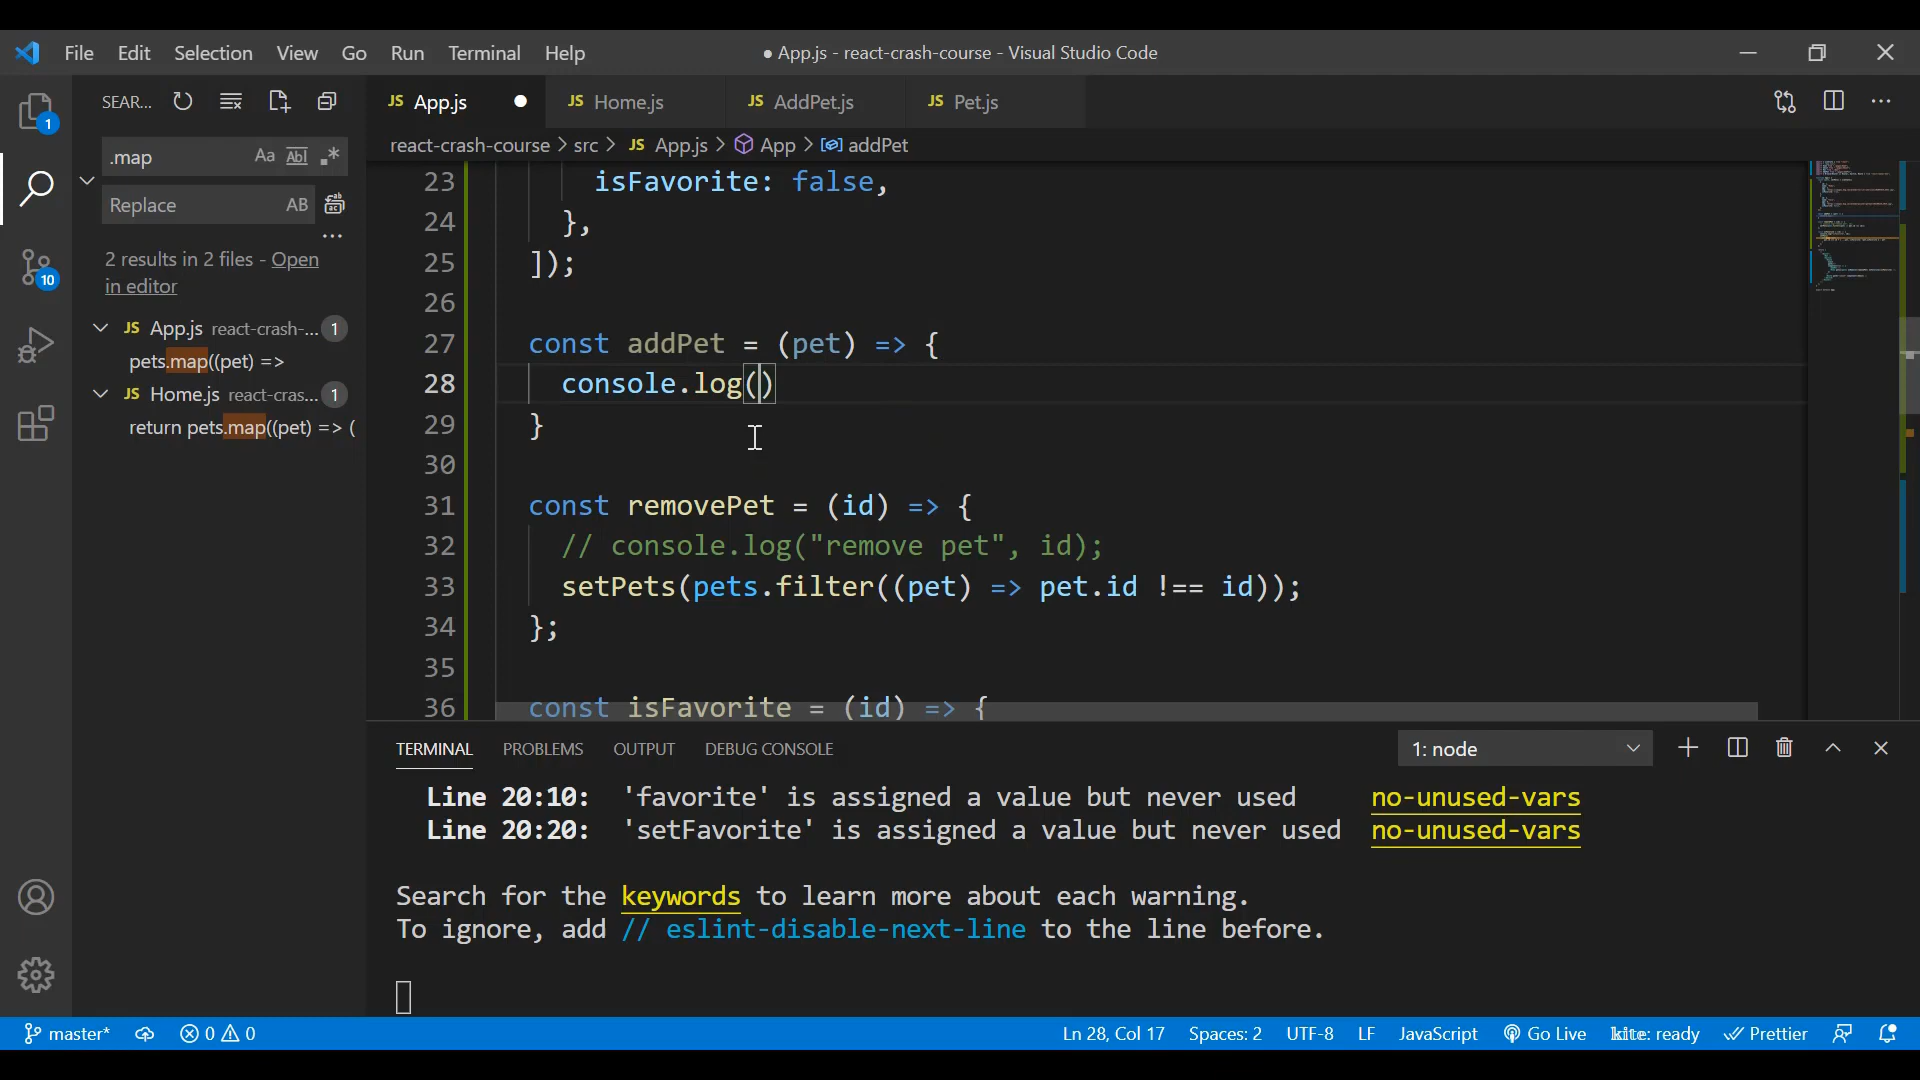 File Edit Selection View Go Run Terminal Help ● App.js - react-crash-course - Visual Studio Code
SEAR...
JS App.js ● JS Home.js JS AddPet.js JS Pet.js
react-crash-course > src > JS App.js > App > addPet
.map Aa Abl .*
Replace AB
2 results in 2 files - Open
in editor
JS App.js react-crash-... 1
pets.map((pet) =>
JS Home.js react-cras... 1
return pets.map((pet) => (
1
10
23 isFavorite: false,
24 },
25 ]);
26
27 const addPet = (pet) => {
28 console.log()
29 }
30
31 const removePet = (id) => {
32 // console.log("remove pet", id);
33 setPets(pets.filter((pet) => pet.id !== id));
34 };
35
36 const isFavorite = (id) => {
TERMINAL PROBLEMS OUTPUT DEBUG CONSOLE 1: node
Line 20:10: 'favorite' is assigned a value but never used no-unused-vars
Line 20:20: 'setFavorite' is assigned a value but never used no-unused-vars
Search for the keywords to learn more about each warning.
To ignore, add // eslint-disable-next-line to the line before.
master* 0 0 Ln 28, Col 17 Spaces: 2 UTF-8 LF JavaScript Go Live kite: ready Prettier